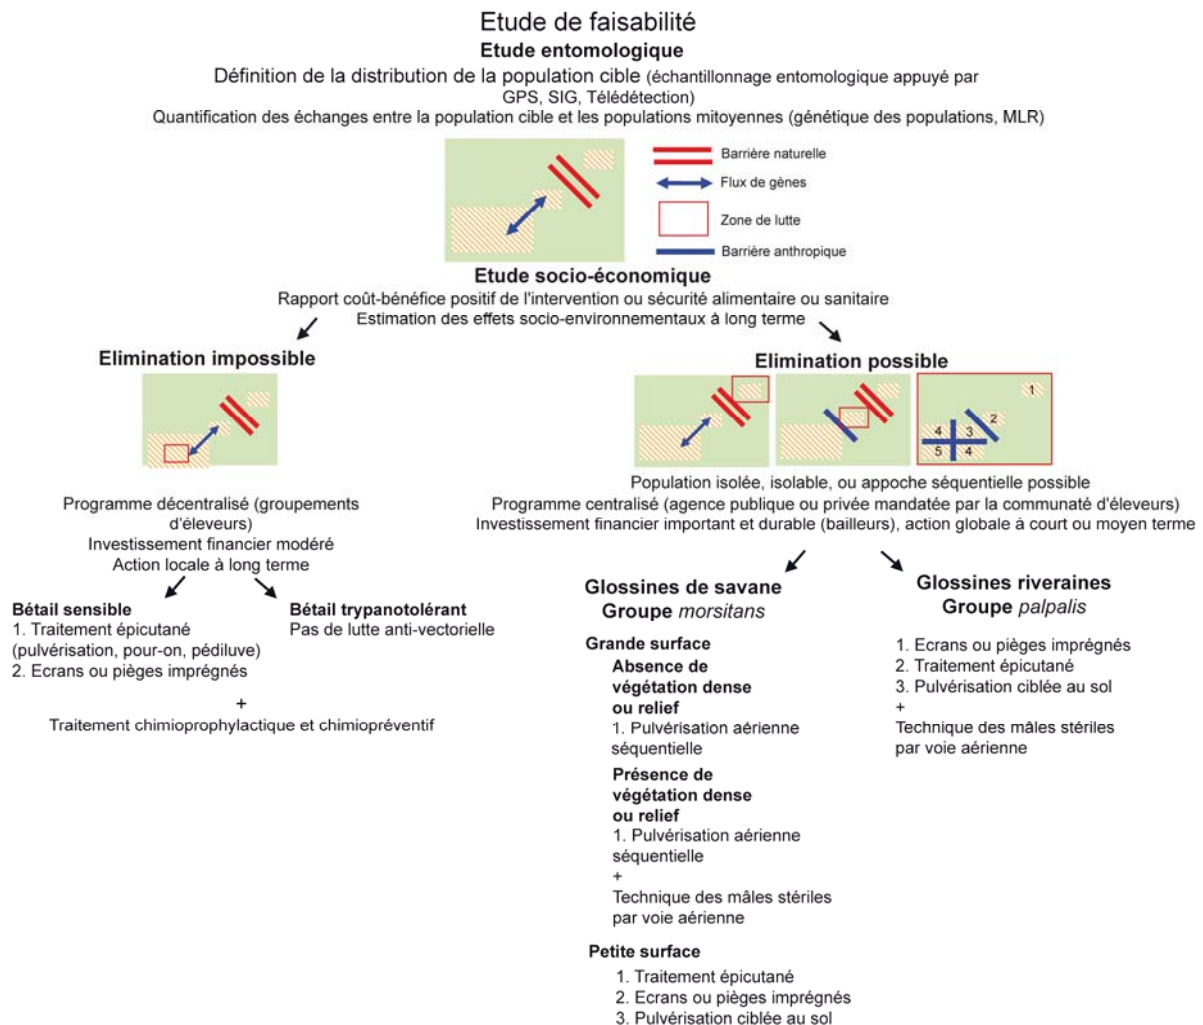 Etude de faisabilité
Etude entomologique
Définition de la distribution de la population cible (échantillonnage entomologique appuyé par
GPS, SIG, Télédétection)
Quantification des échanges entre la population cible et les populations mitoyennes (génétique des populations, MLR)
Barrière naturelle
Flux de gènes
Zone de lutte
Barrière anthropique
Etude socio-économique
Rapport coût-bénéfice positif de l'intervention ou sécurité alimentaire ou sanitaire
Estimation des effets socio-environnementaux à long terme
Elimination impossible
Programme décentralisé (groupements
d'éleveurs)
Investissement financier modéré
Action locale à long terme
Bétail sensible
1. Traitement épicutané
(pulvérisation, pour-on, pédiluve)
2. Ecrans ou pièges imprégnés
Bétail trypanotolérant
Pas de lutte anti-vectorielle
+
Traitement chimioprophylactique et chimiopréventif
Elimination possible
1
2
4 3
5 4
Population isolée, isolable, ou appoche séquentielle possible
Programme centralisé (agence publique ou privée mandatée par la communauté d'éleveurs)
Investissement financier important et durable (bailleurs), action globale à court ou moyen terme
Glossines de savane
Groupe morsitans
Grande surface
Absence de
végétation dense
ou relief
1. Pulvérisation aérienne
séquentielle
Présence de
végétation dense
ou relief
1. Pulvérisation aérienne
séquentielle
+
Technique des mâles stériles
par voie aérienne
Petite surface
1. Traitement épicutané
2. Ecrans ou pièges imprégnés
3. Pulvérisation ciblée au sol
Glossines riveraines
Groupe palpalis
1. Ecrans ou pièges imprégnés
2. Traitement épicutané
3. Pulvérisation ciblée au sol
+
Technique des mâles stériles
par voie aérienne